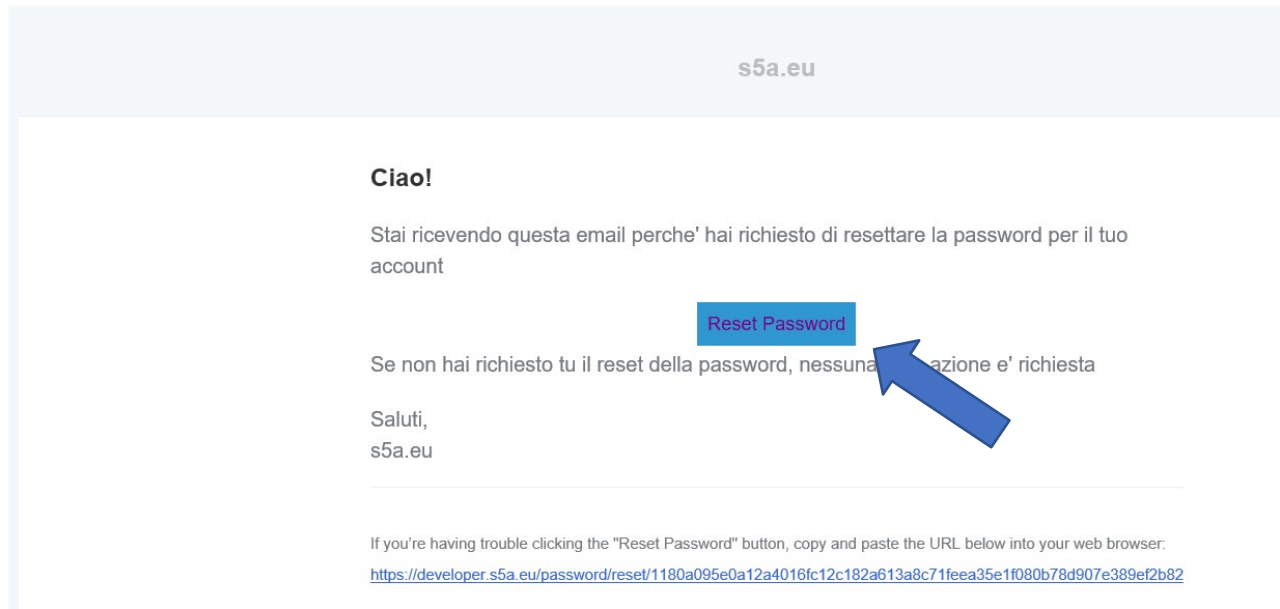 s5a.eu
Ciao!
Stai ricevendo questa email perche' hai richiesto di resettare la password per il tuo
account
Reset Password
Se non hai richiesto tu il reset della password, nessuna azione e' richiesta
Saluti,
s5a.eu
If you're having trouble clicking the "Reset Password" button, copy and paste the URL below into your web browser:
https://developer.s5a.eu/password/reset/1180a095e0a12a4016fc12c182a613a8c71feea35e1f080b78d907e389ef2b82